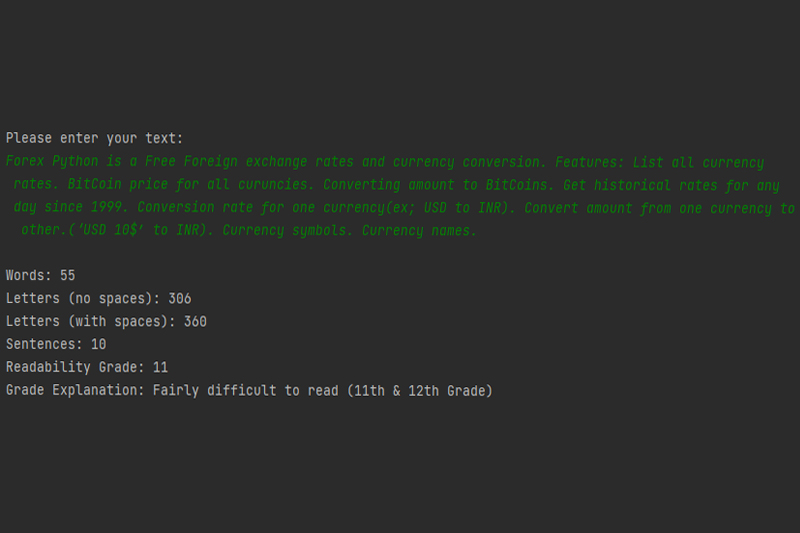 Please enter your text:
Forex Python is a Free Foreign exchange rates and currency conversion. Features: List all currency
rates. BitCoin price for all curuncies. Converting amount to BitCoins. Get historical rates for any
day since 1999. Conversion rate for one currency(ex; USD to INR). Convert amount from one currency to
other.(‘USD 10$’ to INR). Currency symbols. Currency names.
Words: 55
Letters (no spaces): 306
Letters (with spaces): 360
Sentences: 10
Readability Grade: 11
Grade Explanation: Fairly difficult to read (11th & 12th Grade)